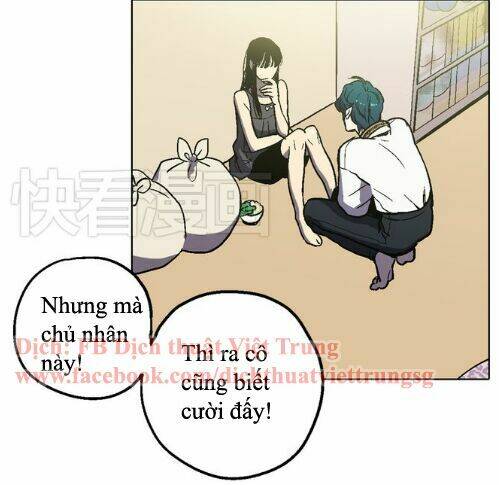 快看漫画
Nhưng mà
chủ nhân
này!
Dịch: FB Dịch thuật Việt Trung
www.facebook.com/dichthuatviettrungsg
Thì ra cô
cũng biết
cười đấy!